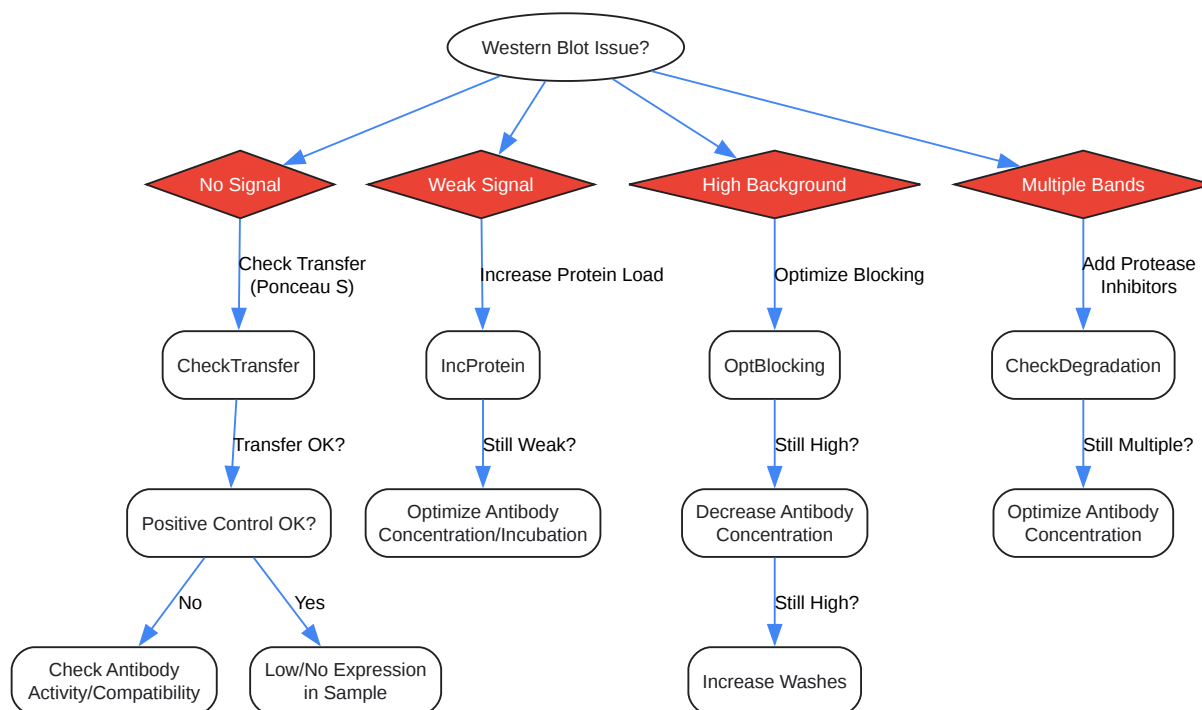 Western Blot Issue?
No Signal
Weak Signal
High Background
Multiple Bands
Check Transfer
(Ponceau S)
Increase Protein Load
Optimize Blocking
Add Protease
Inhibitors
CheckTransfer
IncProtein
OptBlocking
CheckDegradation
Transfer OK?
Still Weak?
Still High?
Still Multiple?
Positive Control OK?
Optimize Antibody
Concentration/Incubation
Decrease Antibody
Concentration
Optimize Antibody
Concentration
No
Yes
Still High?
Check Antibody
Activity/Compatibility
Low/No Expression
in Sample
Increase Washes